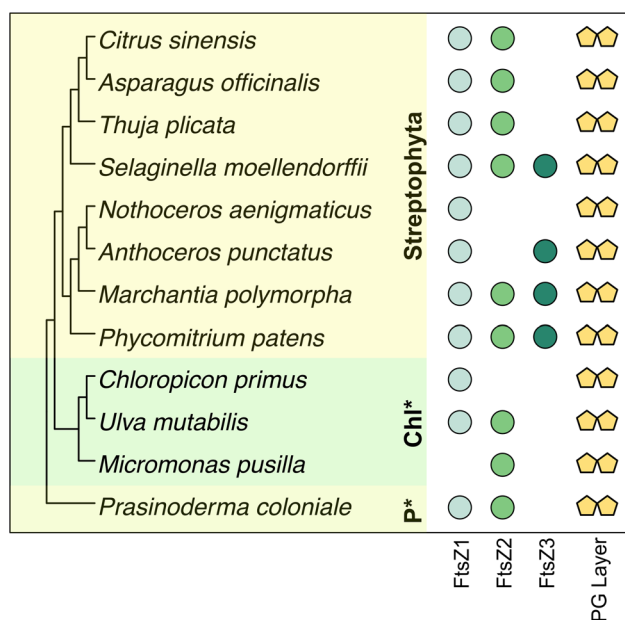 Citrus sinensis
Asparagus officinalis
Thuja plicata
Selaginella moellendorffii
Nothoceros aenigmaticus
Anthoceros punctatus
Marchantia polymorpha
Phycomitrium patens
Streptophyta
Chloropicon primus
Ulva mutabilis
Micromonas pusilla
Chl*
Prasinoderma coloniale
P*
FtsZ1
FtsZ2
FtsZ3
PG Layer